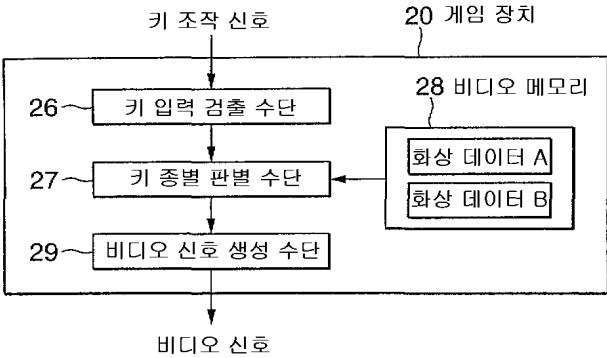 키 조작 신호
20 게임 장치
26 키 입력 검출 수단
28 비디오 메모리
화상 데이터 A
27 키 종별 판별 수단
화상 데이터 B
29 비디오 신호 생성 수단
비디오 신호